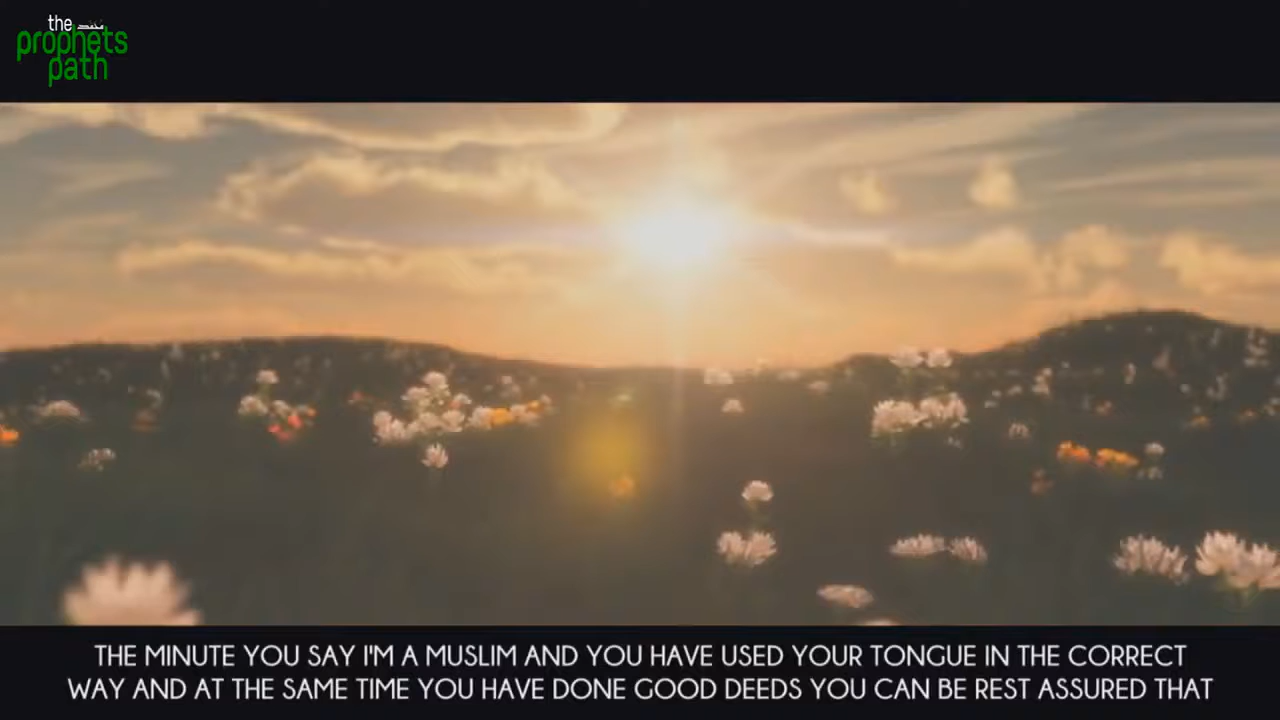 the محمد
prophets
path
THE MINUTE YOU SAY I'M A MUSLIM AND YOU HAVE USED YOUR TONGUE IN THE CORRECT
WAY AND AT THE SAME TIME YOU HAVE DONE GOOD DEEDS YOU CAN BE REST ASSURED THAT